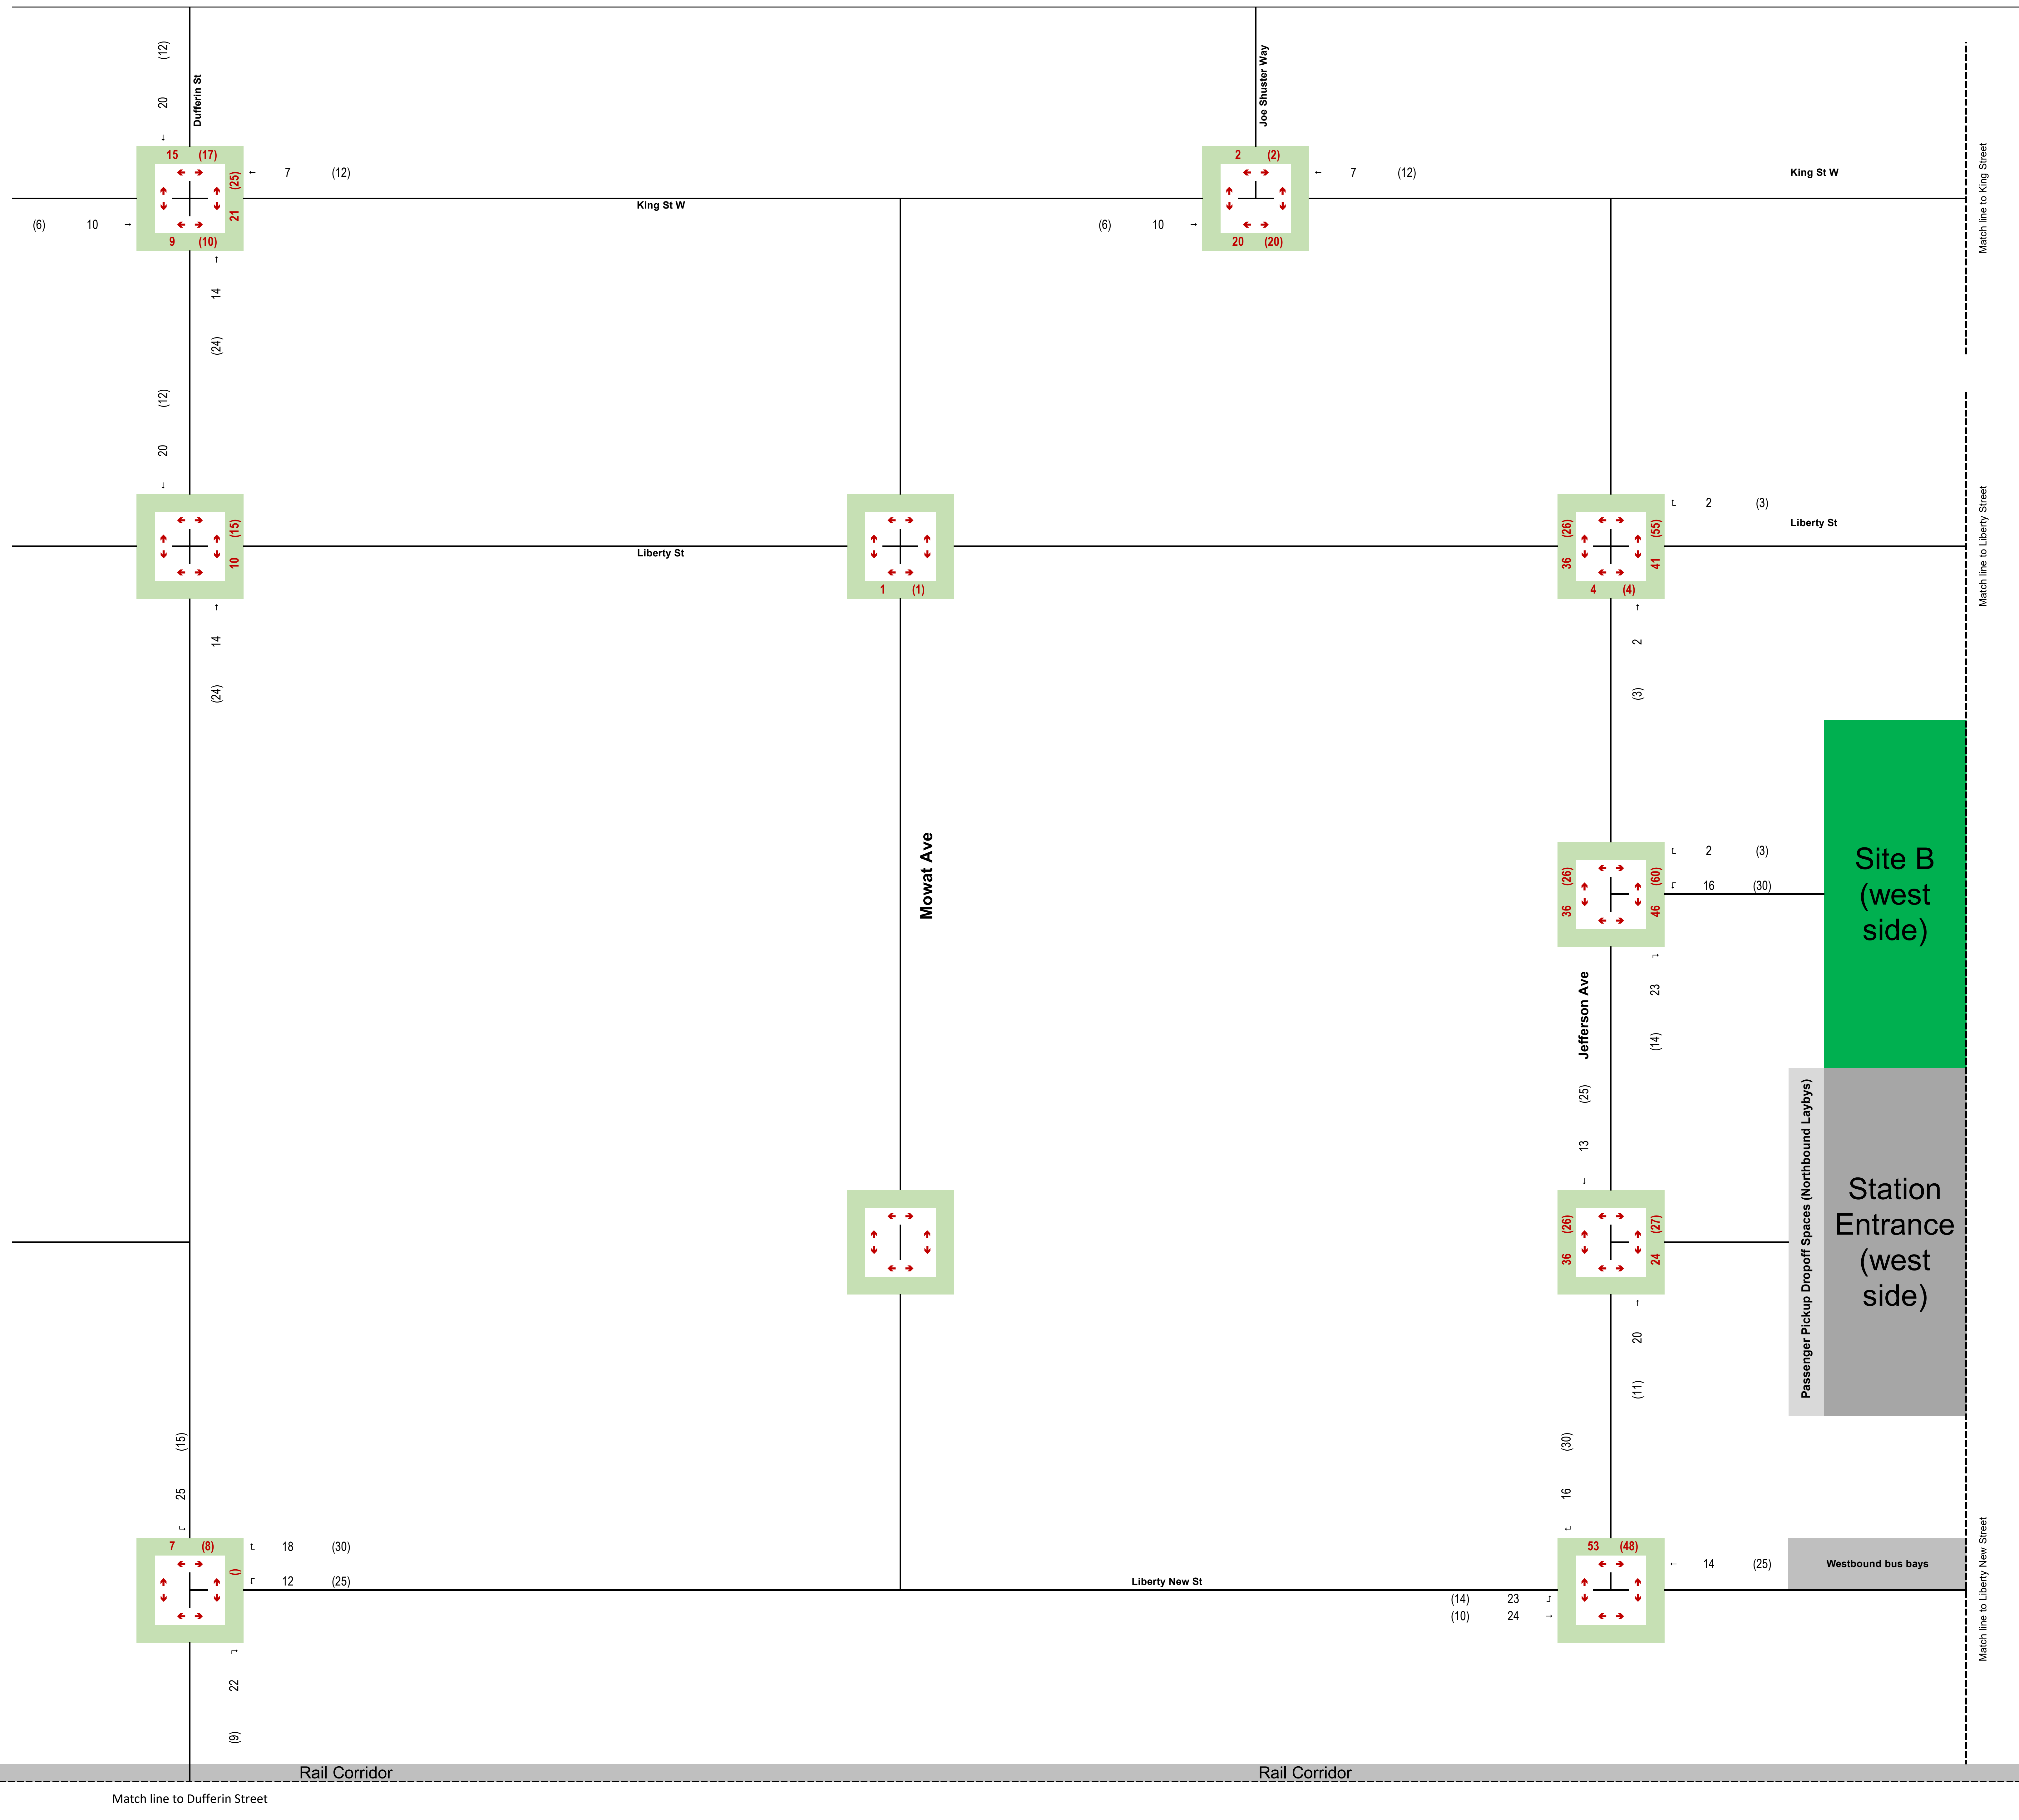 (12)
20
Dufferin St
Joe Shuster Way
15 (17)
7 (12)
(25)
21
King St W
(6) 10
9 (10)
14
(24)
2 (2)
7 (12)
King St W
(6) 10
20 (20)
Match line to King Street
(12)
20
(15)
10
Liberty St
14
(24)
1 (1)
2 (3)
Liberty St
(26)
36
(55)
41
4 (4)
2
(3)
Match line to Liberty Street
Mowat Ave
2 (3)
16 (30)
(26)
36
(60)
46
23
(14)
Jefferson Ave
(25)
13
Site B
(west
side)
Passenger Pickup Dropoff Spaces (Northbound Laybys)
Station
Entrance
(west
side)
(26)
36
(27)
24
20
(11)
(15)
25
7 (8)
()
18 (30)
12 (25)
Liberty New St
22
(9)
(30)
16
53 (48)
14 (25)
Westbound bus bays
(14) 23
(10) 24
Match line to Liberty New Street
Rail Corridor
Rail Corridor
Match line to Dufferin Street